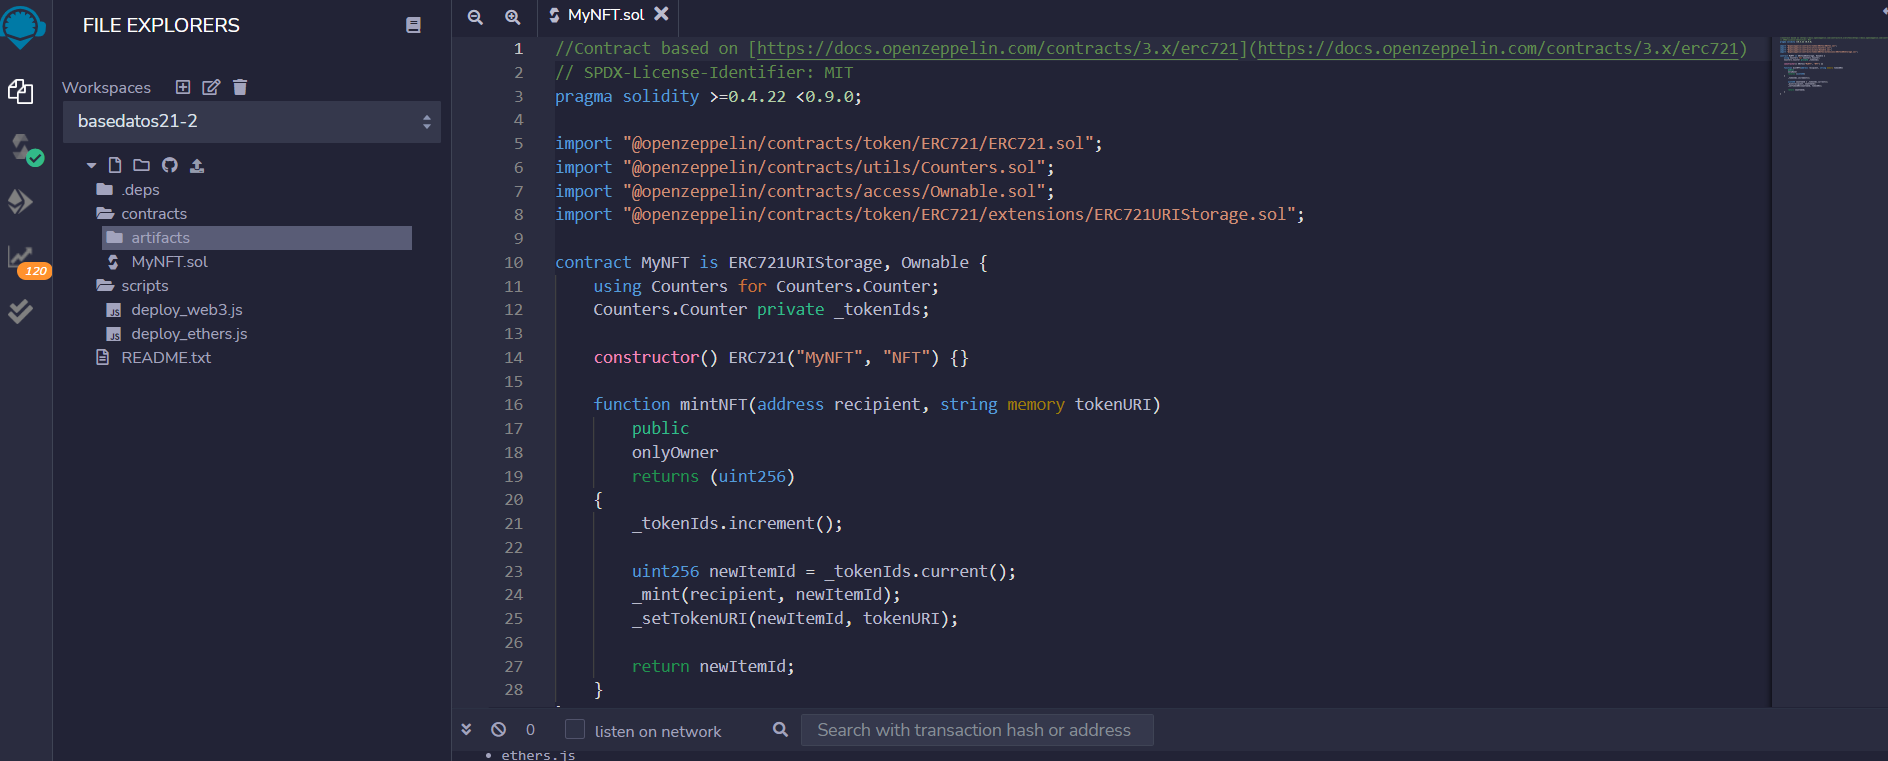 FILE EXPLORERS
Workspaces
basedatos21-2
.deps
contracts
artifacts
MyNFT.sol
scripts
JS deploy_web3.js
JS deploy_ethers.js
README.txt
120
MyNFT.sol
1 //Contract based on [https://docs.openzeppelin.com/contracts/3.x/erc721](https://docs.openzeppelin.com/contracts/3.x/erc721)
2 // SPDX-License-Identifier: MIT
3 pragma solidity >=0.4.22 <0.9.0;
4
5 import "@openzeppelin/contracts/token/ERC721/ERC721.sol";
6 import "@openzeppelin/contracts/utils/Counters.sol";
7 import "@openzeppelin/contracts/access/Ownable.sol";
8 import "@openzeppelin/contracts/token/ERC721/extensions/ERC721URIStorage.sol";
9
10 contract MyNFT is ERC721URIStorage, Ownable {
11     using Counters for Counters.Counter;
12     Counters.Counter private _tokenIds;
13
14     constructor() ERC721("MyNFT", "NFT") {}
15
16     function mintNFT(address recipient, string memory tokenURI)
17         public
18         onlyOwner
19         returns (uint256)
20     {
21         _tokenIds.increment();
22
23         uint256 newItemId = _tokenIds.current();
24         _mint(recipient, newItemId);
25         _setTokenURI(newItemId, tokenURI);
26
27         return newItemId;
28     }
0 listen on network Search with transaction hash or address
• ethers.js